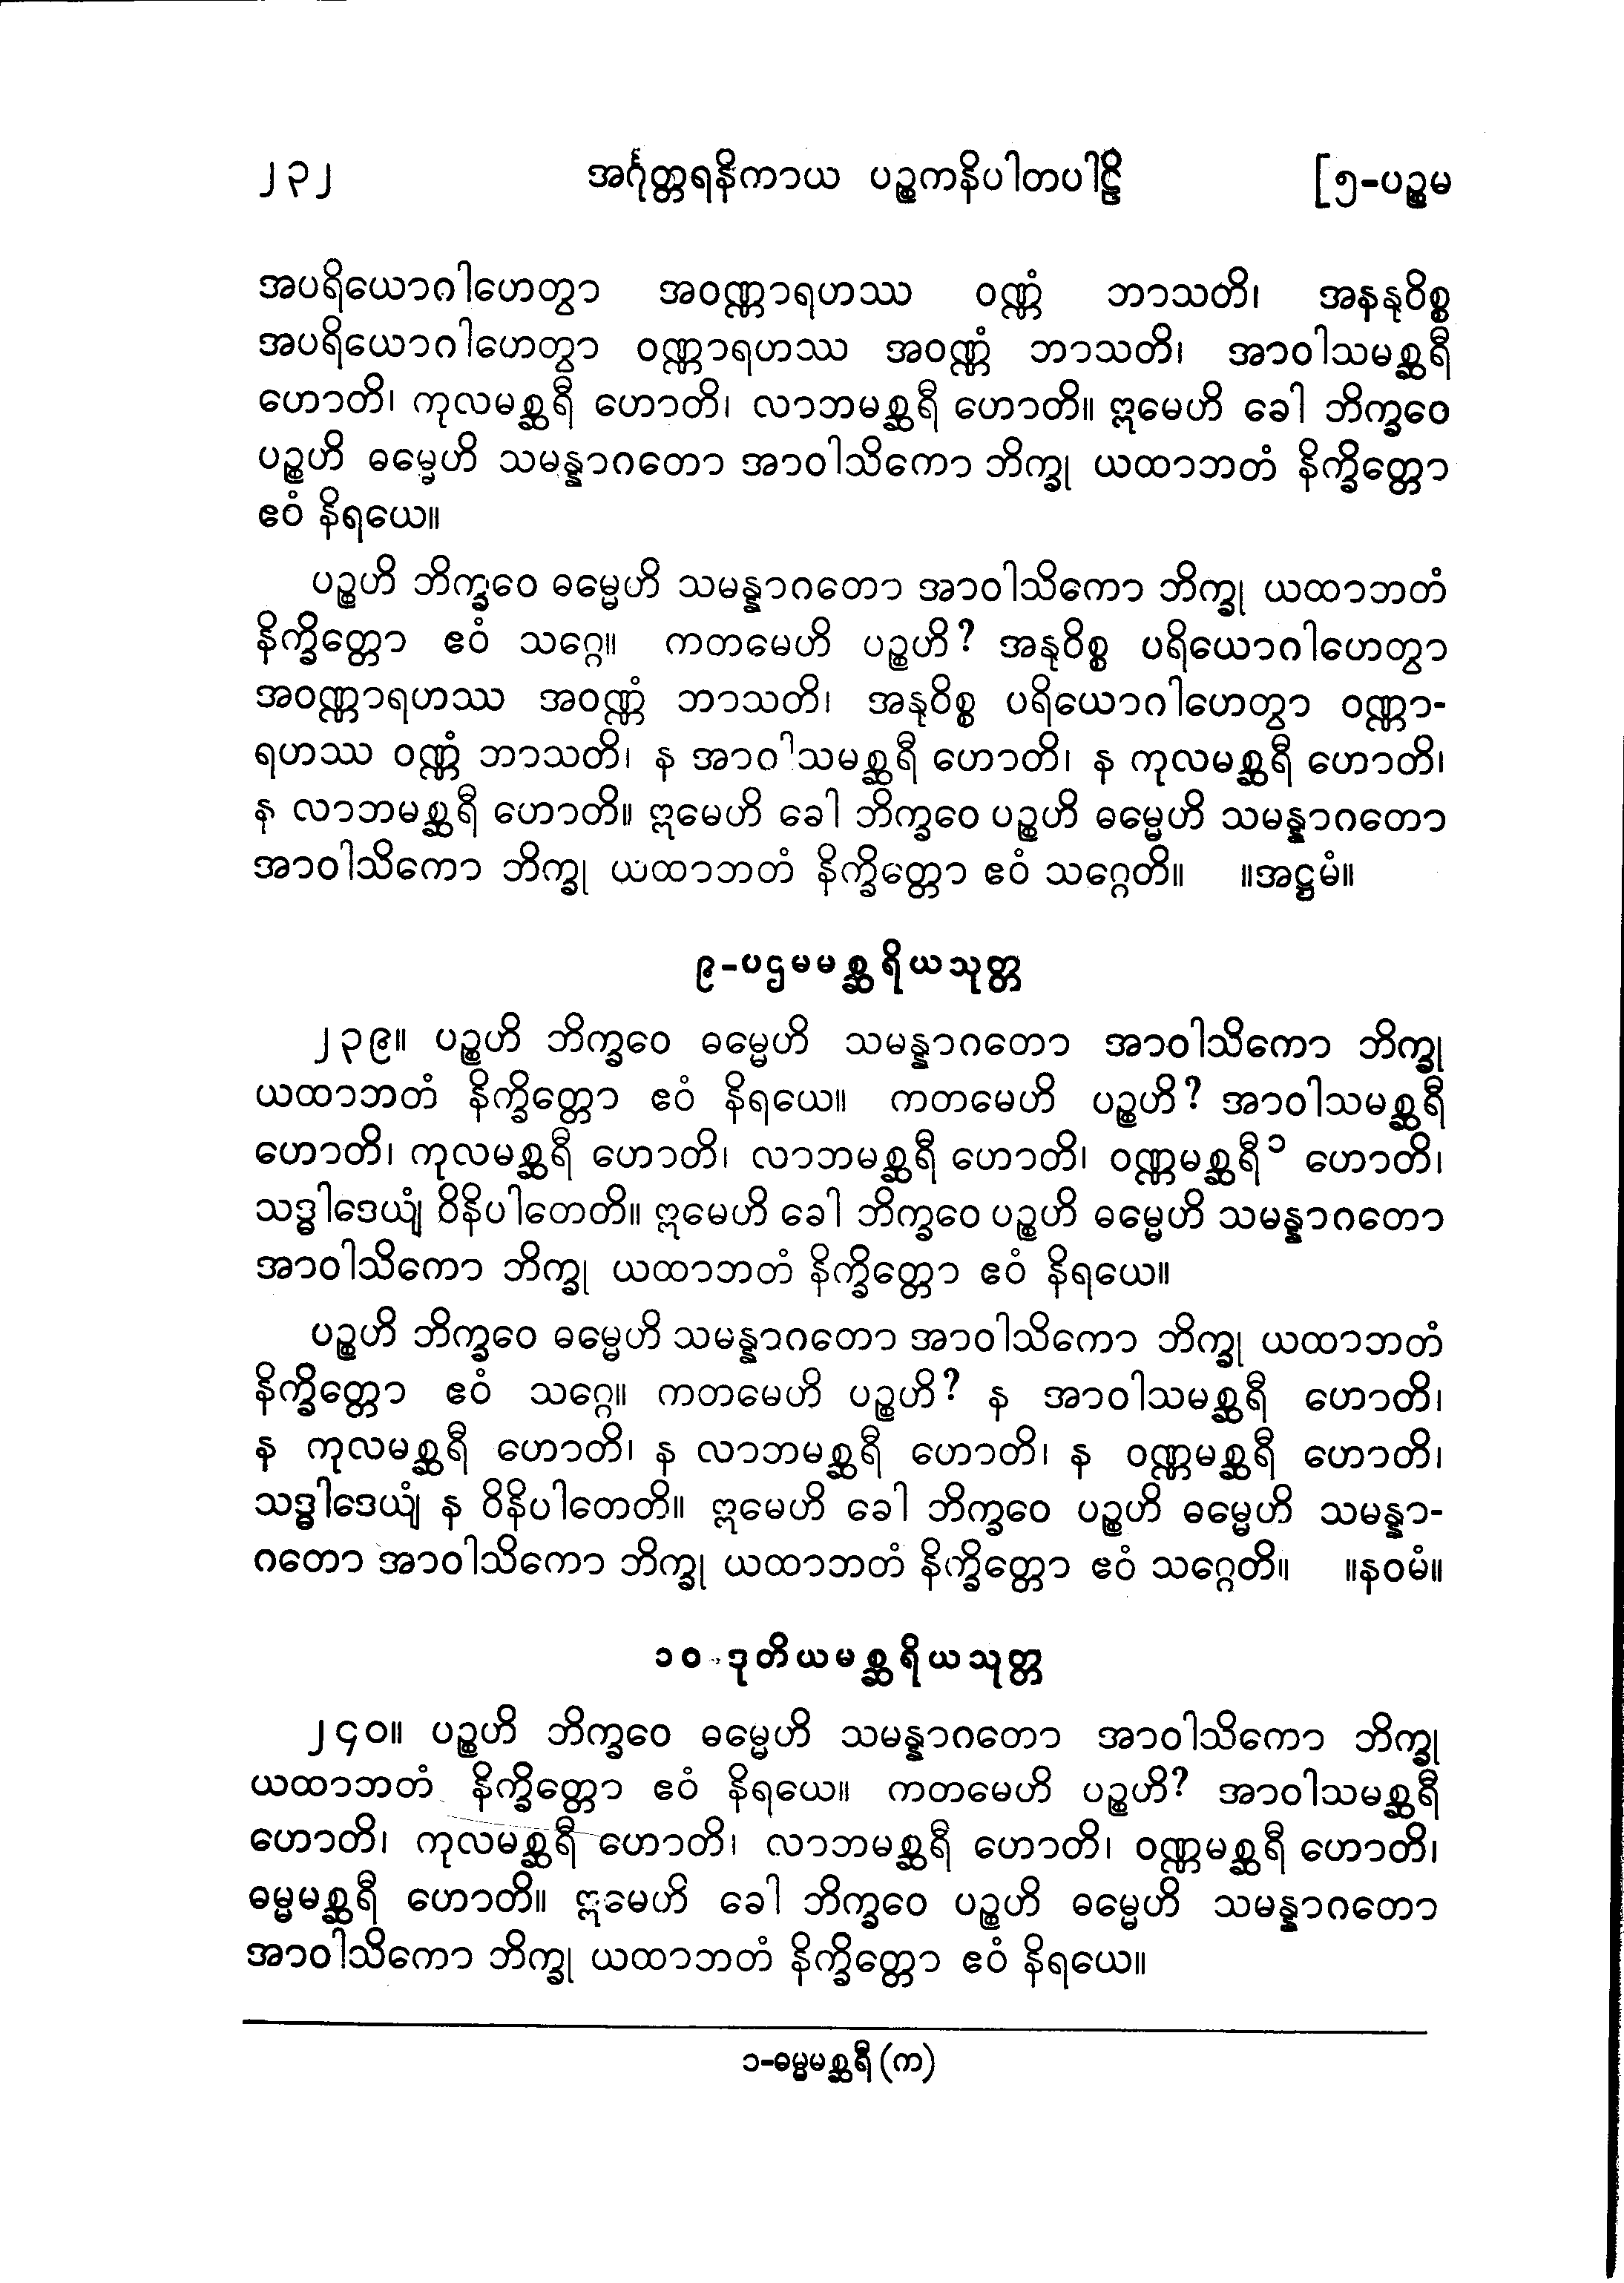 ၂၃၂ အင်္ဂုတ္တရနိကာယ ပဉ္စကနိပါတပါဠိ [၅-ပဉ္စမ
အပရိယောဂါဟေတွာ အဝဏ္ဏာရဟဿ ဝဏ္ဏံ ဘာသတိ၊ အနနုဝိစ္စ
အပရိယောဂါဟေတွာ ဝဏ္ဏာရဟဿ အဝဏ္ဏံ ဘာသတိ၊ အာဝါသမစ္ဆရီ
ဟောတိ၊ ကုလမစ္ဆရီ ဟောတိ၊ လာဘမစ္ဆရီ ဟောတိ။ ဣမေဟိ ခေါ ဘိက္ခဝေ
ပဉ္စဟိ ဓမ္မေဟိ သမန္နာဂတော အာဝါသိကော ဘိက္ခု ယထာဘတံ နိက္ခိတ္တော
ဧဝံ နိရယေ။
ပဉ္စဟိ ဘိက္ခဝေ ဓမ္မေဟိ သမန္နာဂတော အာဝါသိကော ဘိက္ခု ယထာဘတံ
နိက္ခိတ္တော ဧဝံ သဂ္ဂေ။ ကတမေဟိ ပဉ္စဟိ? အနုဝိစ္စ ပရိယောဂါဟေတွာ
အဝဏ္ဏာရဟဿ အဝဏ္ဏံ ဘာသတိ၊ အနုဝိစ္စ ပရိယောဂါဟေတွာ ဝဏ္ဏာ-
ရဟဿ ဝဏ္ဏံ ဘာသတိ၊ န အာဝါသမစ္ဆရီ ဟောတိ၊ န ကုလမစ္ဆရီ ဟောတိ၊
န လာဘမစ္ဆရီ ဟောတိ။ ဣမေဟိ ခေါ ဘိက္ခဝေ ပဉ္စဟိ ဓမ္မေဟိ သမန္နာဂတော
အာဝါသိကော ဘိက္ခု ယထာဘတံ နိက္ခိတ္တော ဧဝံ သဂ္ဂေတိ။ ။အဋ္ဌမံ။
၉-ပဌမမစ္ဆရိယသုတ္တ
၂၃၉။ ပဉ္စဟိ ဘိက္ခဝေ ဓမ္မေဟိ သမန္နာဂတော အာဝါသိကော ဘိက္ခု
ယထာဘတံ နိက္ခိတ္တော ဧဝံ နိရယေ။ ကတမေဟိ ပဉ္စဟိ? အာဝါသမစ္ဆရီ
ဟောတိ၊ ကုလမစ္ဆရီ ဟောတိ၊ လာဘမစ္ဆရီ ဟောတိ၊ ဝဏ္ဏမစ္ဆရီ၁ ဟောတိ၊
သဒ္ဓါဒေယျံ ဝိနိပါတေတိ။ ဣမေဟိ ခေါ ဘိက္ခဝေ ပဉ္စဟိ ဓမ္မေဟိ သမန္နာဂတော
အာဝါသိကော ဘိက္ခု ယထာဘတံ နိက္ခိတ္တော ဧဝံ နိရယေ။
ပဉ္စဟိ ဘိက္ခဝေ ဓမ္မေဟိ သမန္နာဂတော အာဝါသိကော ဘိက္ခု ယထာဘတံ
နိက္ခိတ္တော ဧဝံ သဂ္ဂေ။ ကတမေဟိ ပဉ္စဟိ? န အာဝါသမစ္ဆရီ ဟောတိ၊
န ကုလမစ္ဆရီ ဟောတိ၊ န လာဘမစ္ဆရီ ဟောတိ၊ န ဝဏ္ဏမစ္ဆရီ ဟောတိ၊
သဒ္ဓါဒေယျံ န ဝိနိပါတေတိ။ ဣမေဟိ ခေါ ဘိက္ခဝေ ပဉ္စဟိ ဓမ္မေဟိ သမန္နာ-
ဂတော အာဝါသိကော ဘိက္ခု ယထာဘတံ နိက္ခိတ္တော ဧဝံ သဂ္ဂေတိ။ ။နဝမံ။
၁၀-ဒုတိယမစ္ဆရိယသုတ္တ
၂၄၀။ ပဉ္စဟိ ဘိက္ခဝေ ဓမ္မေဟိ သမန္နာဂတော အာဝါသိကော ဘိက္ခု
ယထာဘတံ နိက္ခိတ္တော ဧဝံ နိရယေ။ ကတမေဟိ ပဉ္စဟိ? အာဝါသမစ္ဆရီ
ဟောတိ၊ ကုလမစ္ဆရီ ဟောတိ၊ လာဘမစ္ဆရီ ဟောတိ၊ ဝဏ္ဏမစ္ဆရီ ဟောတိ၊
ဓမ္မမစ္ဆရီ ဟောတိ။ ဣမေဟိ ခေါ ဘိက္ခဝေ ပဉ္စဟိ ဓမ္မေဟိ သမန္နာဂတော
အာဝါသိကော ဘိက္ခု ယထာဘတံ နိက္ခိတ္တော ဧဝံ နိရယေ။
၁-ဓမ္မမစ္ဆရီ (က)